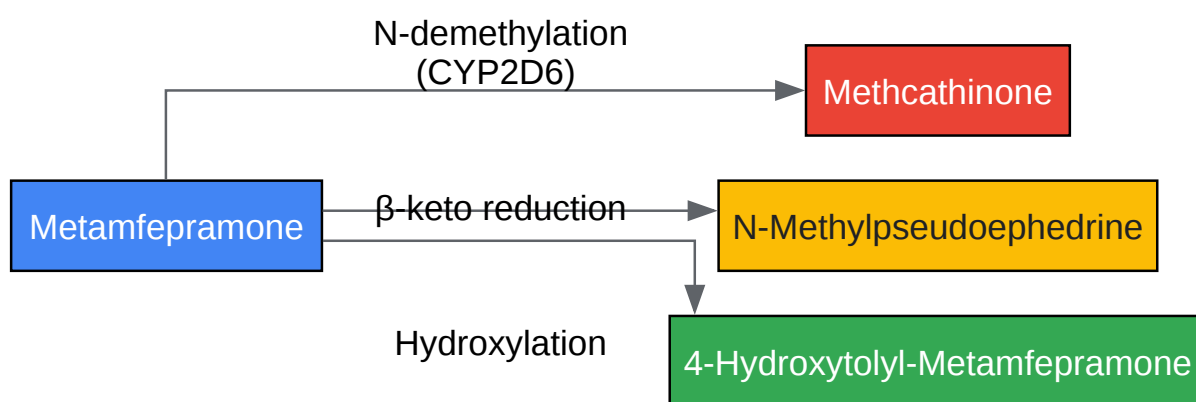 N-demethylation
(CYP2D6)
Methcathinone
Metamfepramone
β-keto reduction
N-Methylpseudoephedrine
Hydroxylation
4-Hydroxytolyl-Metamfepramone